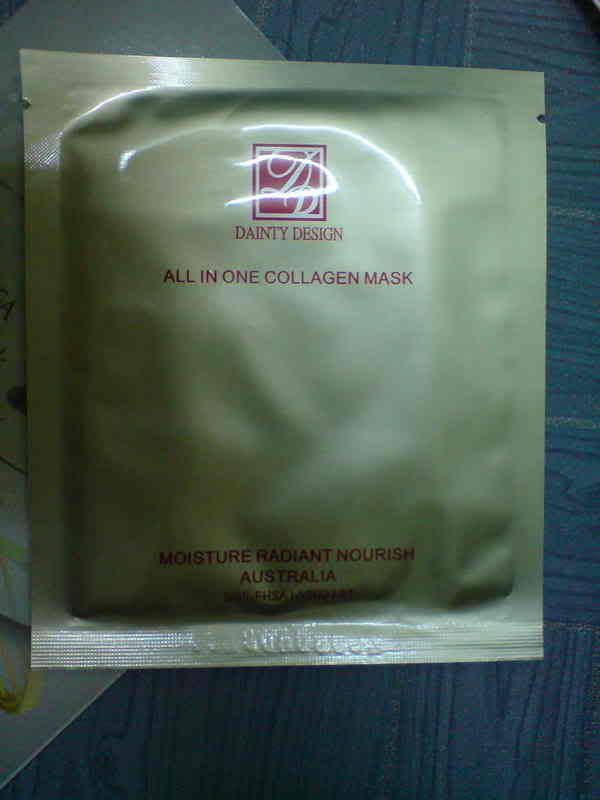 DAINTY DESIGN
ALL IN ONE COLLAGEN MASK
MOISTURE RADIANT NOURISH
AUSTRALIA